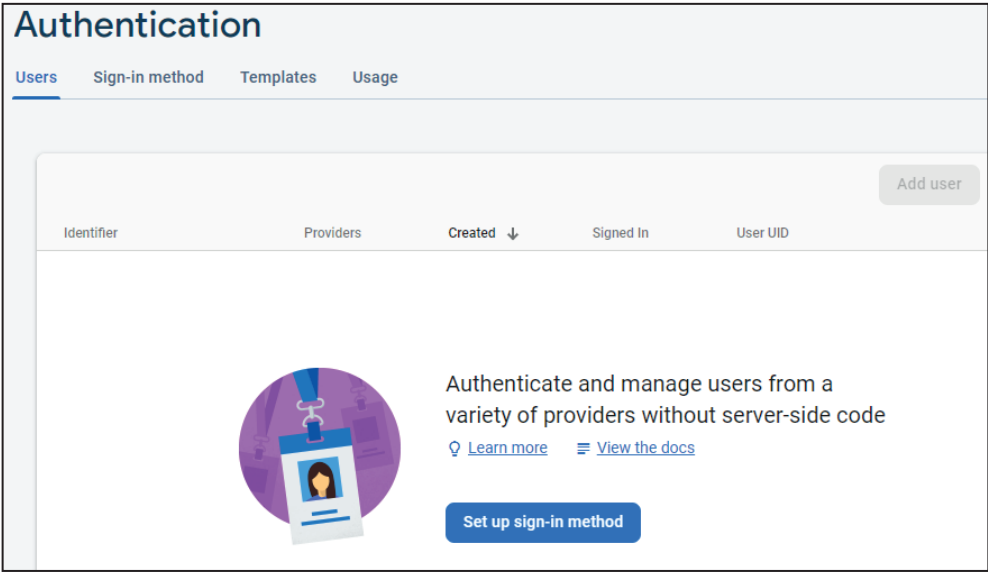 Authentication
Users Sign-in method Templates Usage
Add user
Identifier Providers Created Signed In User UID
Authenticate and manage users from a
variety of providers without server-side code
Learn more View the docs
Set up sign-in method